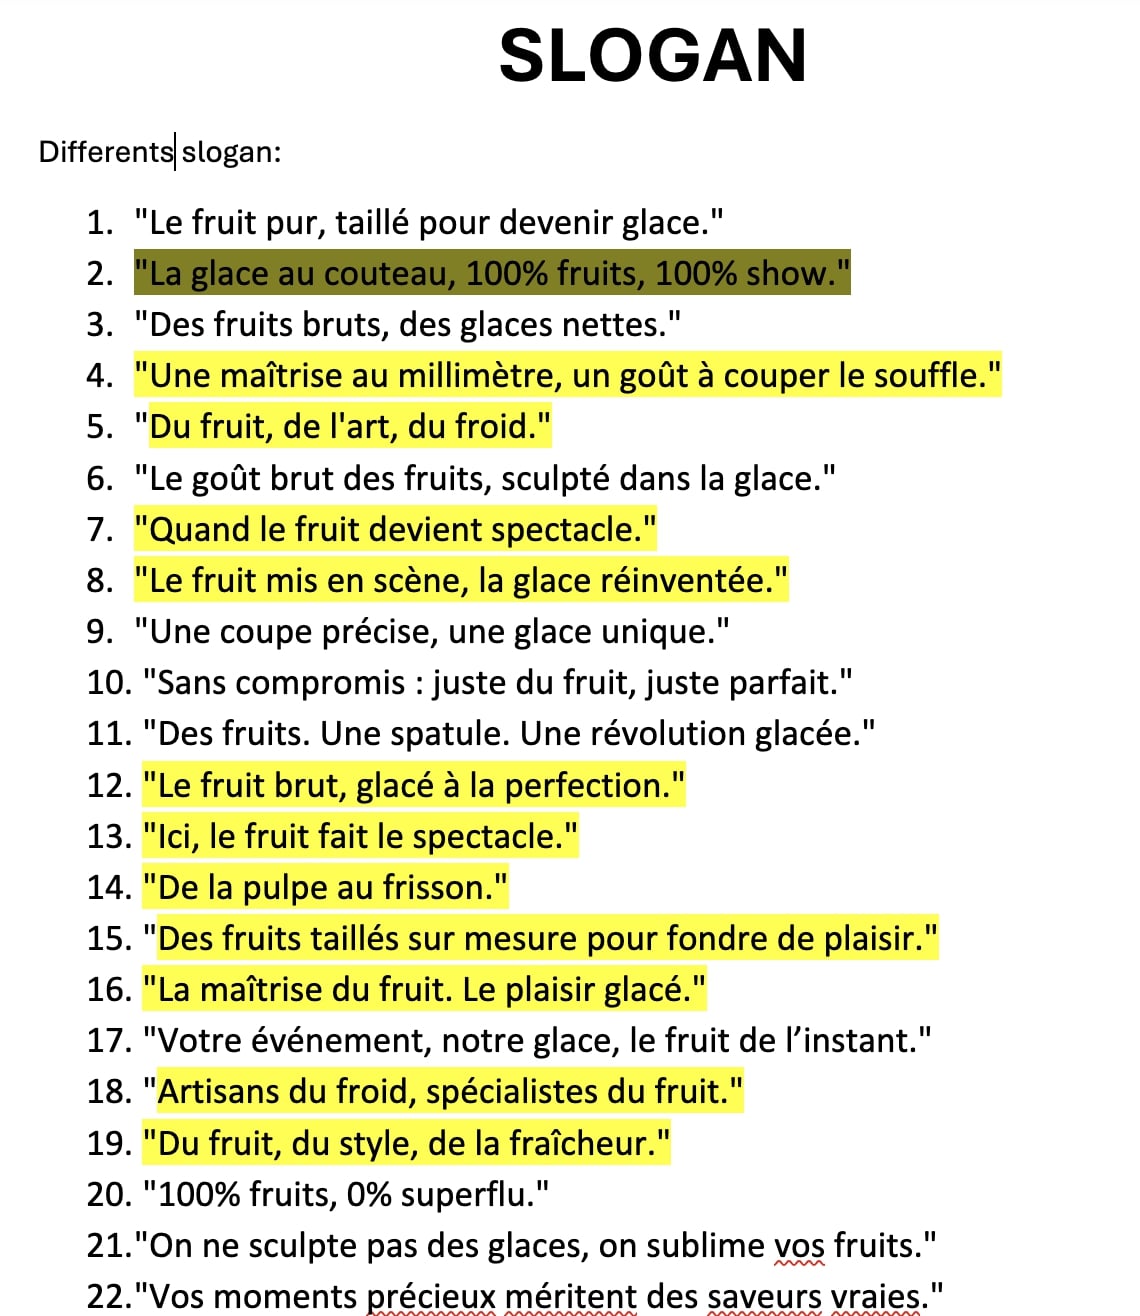 SLOGAN
Differents slogan:
1. "Le fruit pur, taillé pour devenir glace."
2. "La glace au couteau, 100% fruits, 100% show."
3. "Des fruits bruts, des glaces nettes."
4. "Une maîtrise au millimètre, un goût à couper le souffle."
5. "Du fruit, de l'art, du froid."
6. "Le goût brut des fruits, sculpté dans la glace."
7. "Quand le fruit devient spectacle."
8. "Le fruit mis en scène, la glace réinventée."
9. "Une coupe précise, une glace unique."
10. "Sans compromis : juste du fruit, juste parfait."
11. "Des fruits. Une spatule. Une révolution glacée."
12. "Le fruit brut, glacé à la perfection."
13. "Ici, le fruit fait le spectacle."
14. "De la pulpe au frisson."
15. "Des fruits taillés sur mesure pour fondre de plaisir."
16. "La maîtrise du fruit. Le plaisir glacé."
17. "Votre événement, notre glace, le fruit de l’instant."
18. "Artisans du froid, spécialistes du fruit."
19. "Du fruit, du style, de la fraîcheur."
20. "100% fruits, 0% superflu."
21."On ne sculpte pas des glaces, on sublime vos fruits."
22."Vos moments précieux méritent des saveurs vraies."